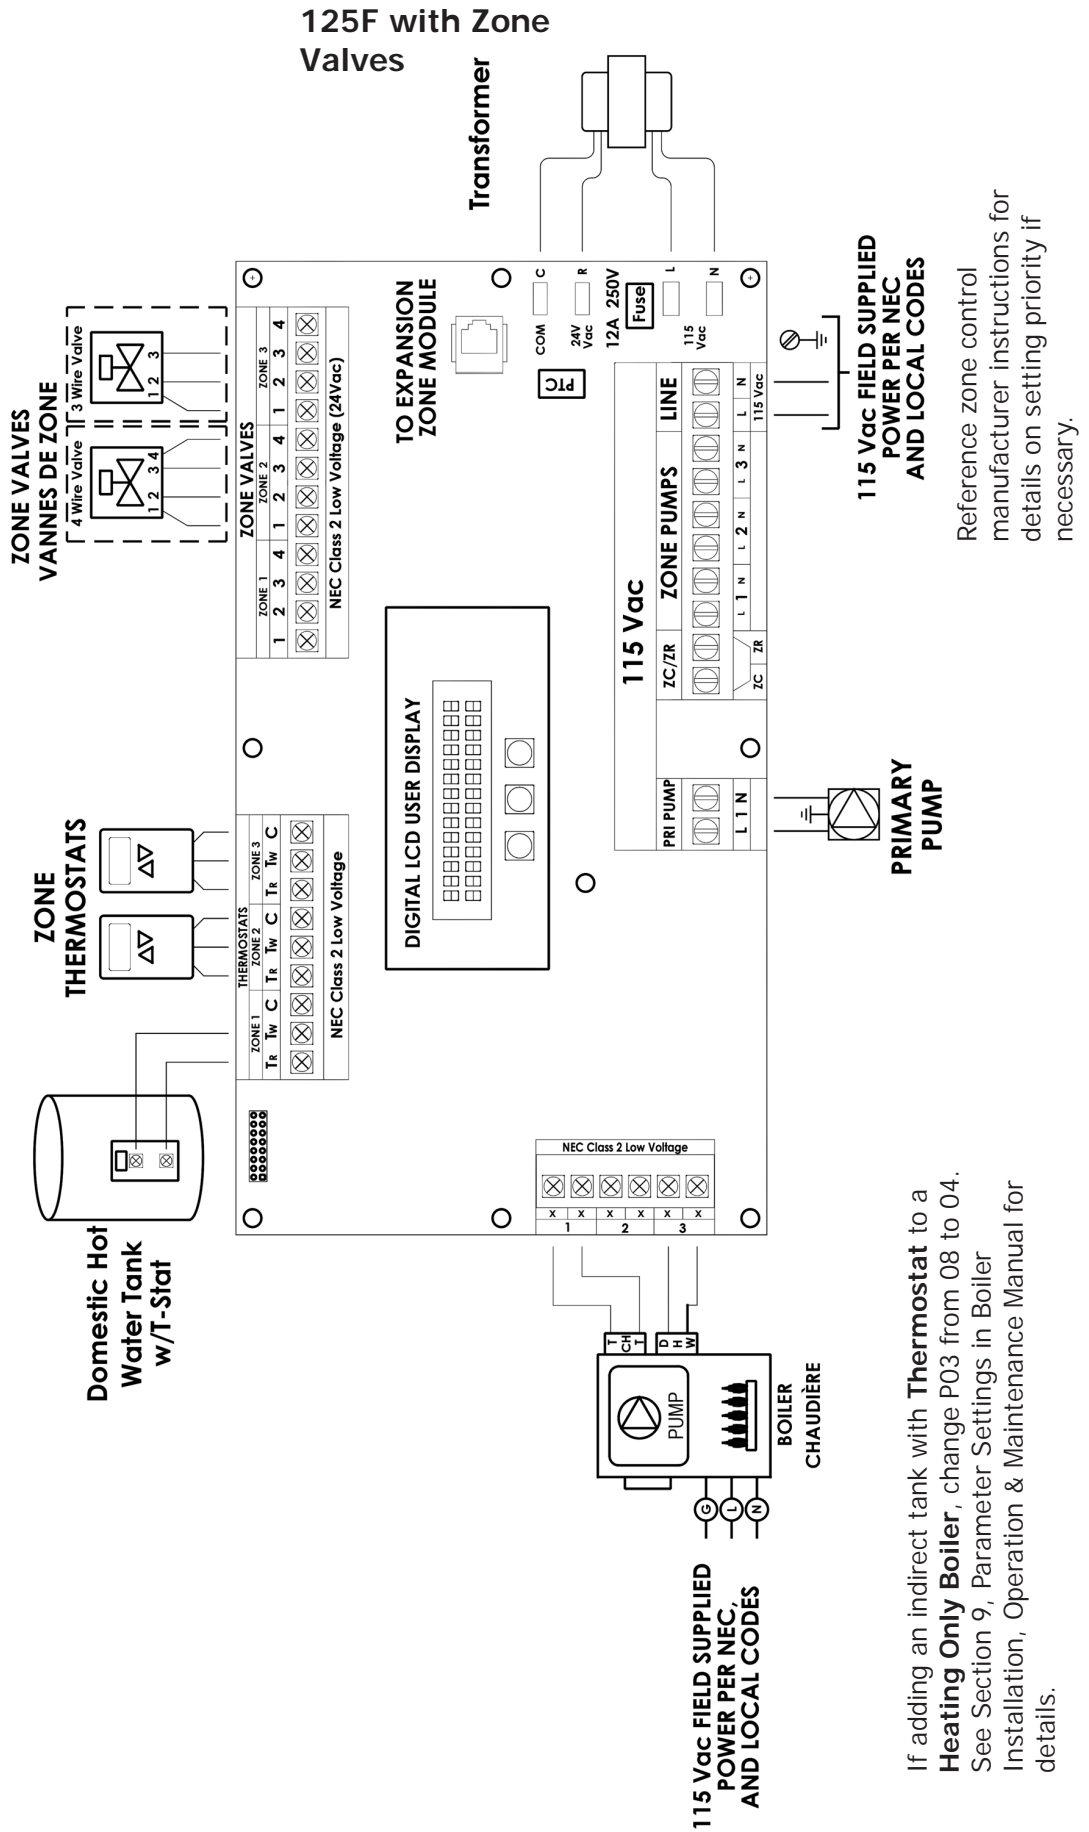 125F with Zone
Valves
Domestic Hot
Water Tank
w/T-Stat
ZONE
THERMOSTATS
ZONE VALVES
VANNES DE ZONE
4 Wire Valve
1 2 3 4
3 Wire Valve
1 2 3
THERMOSTATS
ZONE 1
ZONE 2
ZONE 3
TR TW C TR TW C TR TW C
NEC Class 2 Low Voltage
ZONE VALVES
ZONE 1
ZONE 2
ZONE 3
1 2 3 4 1 2 3 4 1 2 3 4
NEC Class 2 Low Voltage (24Vac)
TO EXPANSION
ZONE MODULE
DIGITAL LCD USER DISPLAY
Transformer
COM
C
24V
Vac
R
12A 250V
Fuse
L
115
Vac
N
PTC
115 Vac
PRI PUMP
ZC/ZR
ZONE PUMPS
LINE
L 1 N
ZC
ZR
L 1 N
L 2 N
L 3 N
L N
115 Vac
NEC Class 2 Low Voltage
X X X X X X
1 2 3
T
CH
T
D
H
W
PUMP
BOILER
CHAUDIÈRE
G
L
N
115 Vac FIELD SUPPLIED
POWER PER NEC,
AND LOCAL CODES
PRIMARY
PUMP
115 Vac FIELD SUPPLIED
POWER PER NEC
AND LOCAL CODES
If adding an indirect tank with Thermostat to a
Heating Only Boiler, change P03 from 08 to 04.
See Section 9, Parameter Settings in Boiler
Installation, Operation & Maintenance Manual for
details.
Reference zone control
manufacturer instructions for
details on setting priority if
necessary.